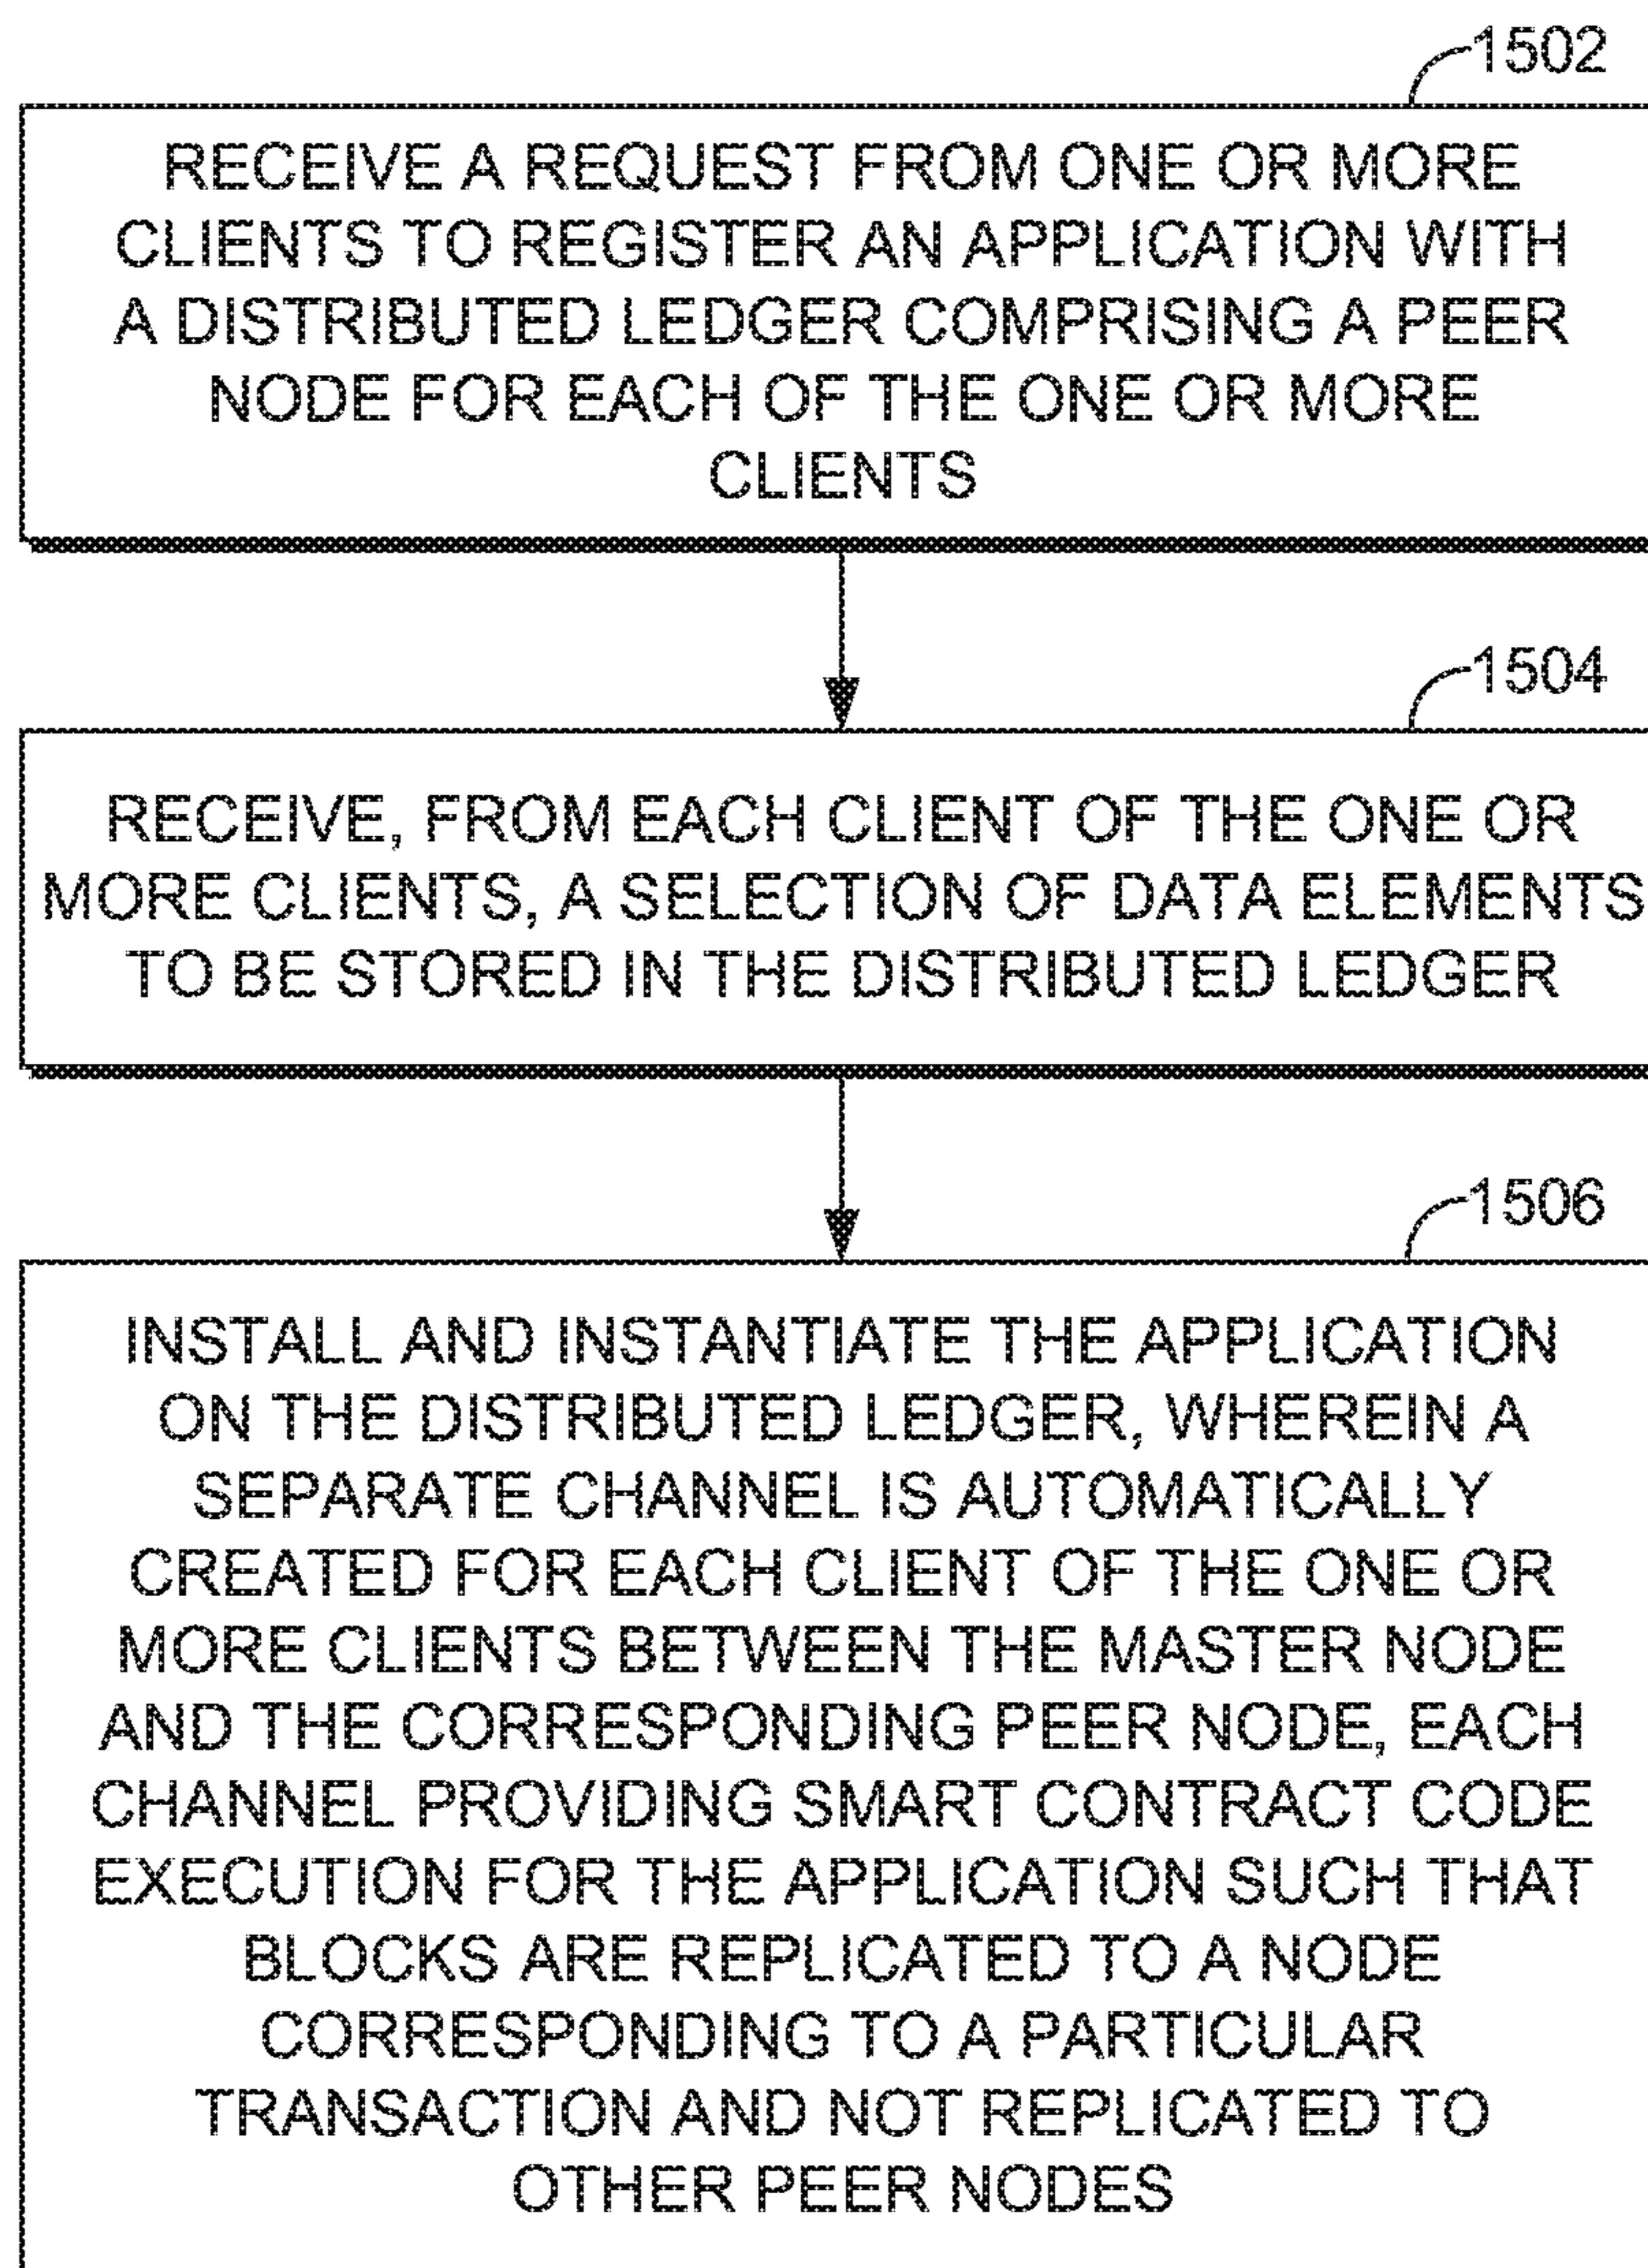 1502
RECEIVE A REQUEST FROM ONE OR MORE
CLIENTS TO REGISTER AN APPLICATION WITH
A DISTRIBUTED LEDGER COMPRISING A PEER
NODE FOR EACH OF THE ONE OR MORE
CLIENTS
1504
RECEIVE, FROM EACH CLIENT OF THE ONE OR
MORE CLIENTS, A SELECTION OF DATA ELEMENTS
TO BE STORED IN THE DISTRIBUTED LEDGER
1506
INSTALL AND INSTANTIATE THE APPLICATION
ON THE DISTRIBUTED LEDGER, WHEREIN A
SEPARATE CHANNEL IS AUTOMATICALLY
CREATED FOR EACH CLIENT OF THE ONE OR
MORE CLIENTS BETWEEN THE MASTER NODE
AND THE CORRESPONDING PEER NODE, EACH
CHANNEL PROVIDING SMART CONTRACT CODE
EXECUTION FOR THE APPLICATION SUCH THAT
BLOCKS ARE REPLICATED TO A NODE
CORRESPONDING TO A PARTICULAR
TRANSACTION AND NOT REPLICATED TO
OTHER PEER NODES